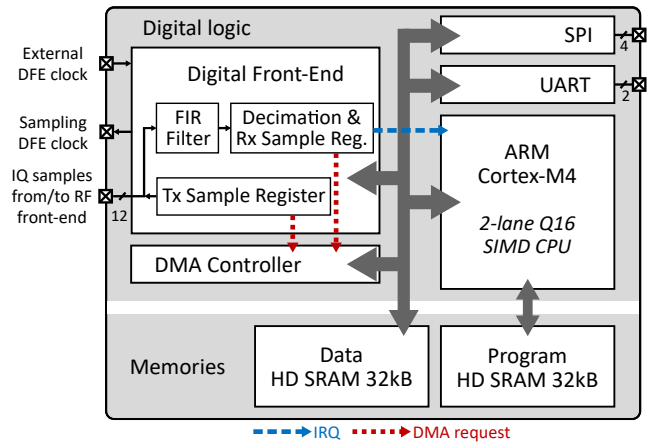 Digital logic
External
DFE clock
Sampling
DFE clock
IQ samples
from/to RF
front-end
12
Digital Front-End
FIR
Filter
Decimation &
Rx Sample Reg.
Tx Sample Register
DMA Controller
SPI
4
UART
2
ARM
Cortex-M4
2-lane Q16
SIMD CPU
Memories
Data
HD SRAM 32kB
Program
HD SRAM 32kB
IRQ
DMA request